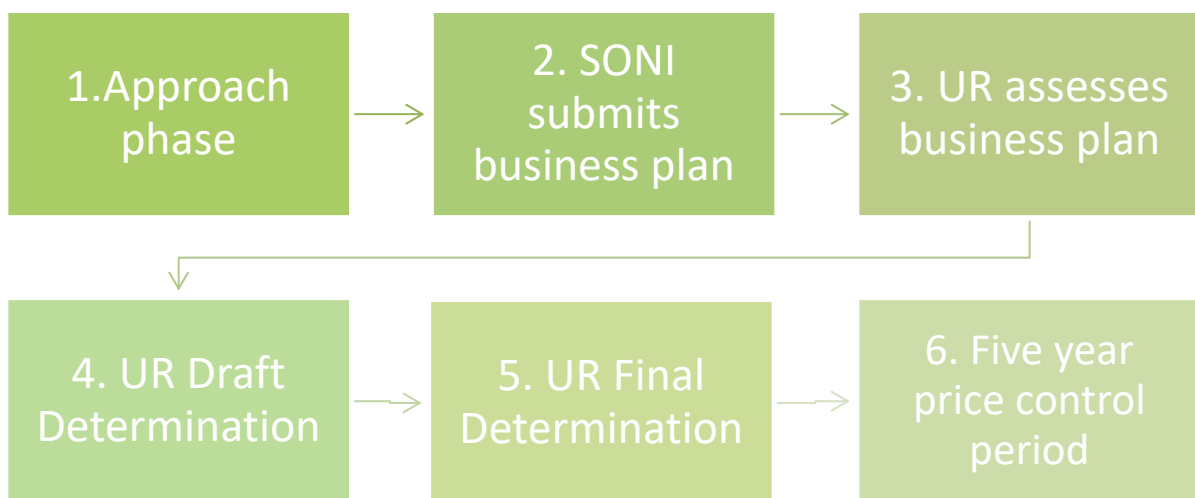 1.Approach
phase
2. SONI
submits
business plan
3. UR assesses
business plan
4. UR Draft
Determination
5. UR Final
Determination
6. Five year
price control
period